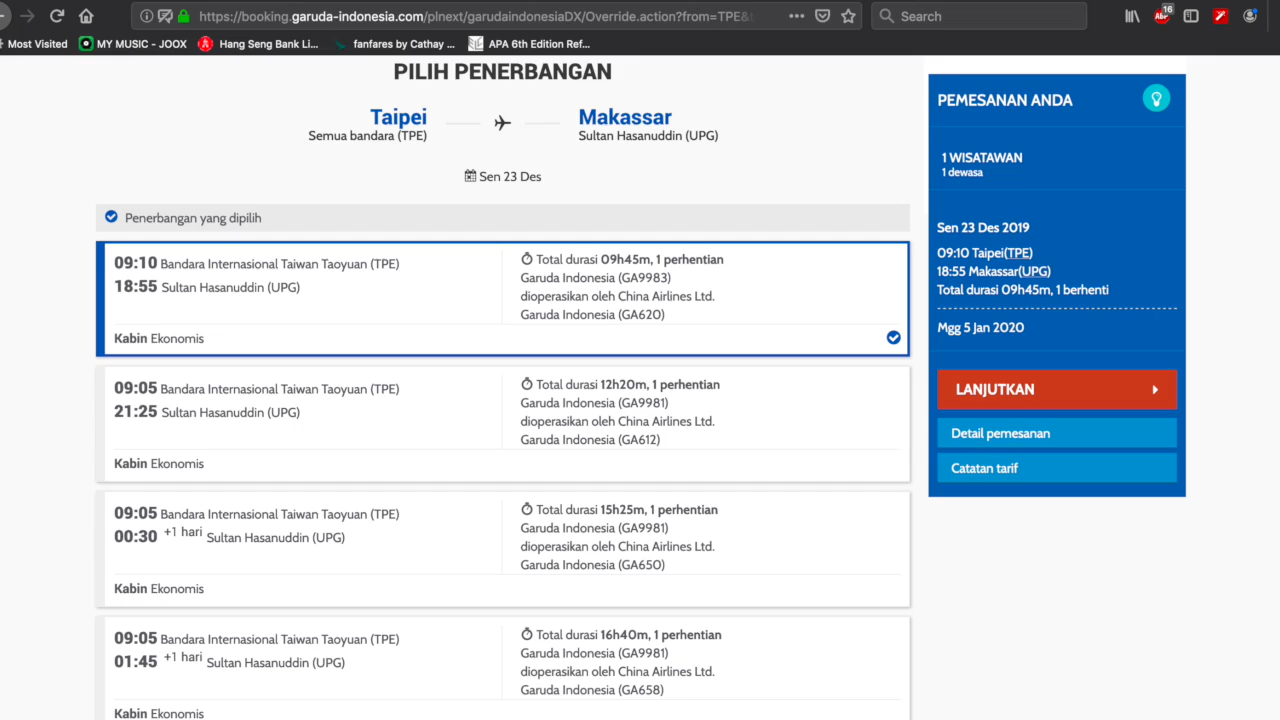 https://booking.garuda-indonesia.com/plnext/garudaindonesiaDX/Override.action?from=TPE&
Search
16
ABP
Most Visited
MY MUSIC - JOOX
Hang Seng Bank Li...
fanfares by Cathay ...
APA 6th Edition Ref...
PILIH PENERBANGAN
Taipei
Semua bandara (TPE)
Makassar
Sultan Hasanuddin (UPG)
Sen 23 Des
Penerbangan yang dipilih
09:10 Bandara Internasional Taiwan Taoyuan (TPE)
18:55 Sultan Hasanuddin (UPG)
Total durasi 09h45m, 1 perhentian
Garuda Indonesia (GA9983)
dioperasikan oleh China Airlines Ltd.
Garuda Indonesia (GA620)
Kabin Ekonomis
09:05 Bandara Internasional Taiwan Taoyuan (TPE)
21:25 Sultan Hasanuddin (UPG)
Total durasi 12h20m, 1 perhentian
Garuda Indonesia (GA9981)
dioperasikan oleh China Airlines Ltd.
Garuda Indonesia (GA612)
Kabin Ekonomis
09:05 Bandara Internasional Taiwan Taoyuan (TPE)
00:30 +1 hari Sultan Hasanuddin (UPG)
Total durasi 15h25m, 1 perhentian
Garuda Indonesia (GA9981)
dioperasikan oleh China Airlines Ltd.
Garuda Indonesia (GA650)
Kabin Ekonomis
09:05 Bandara Internasional Taiwan Taoyuan (TPE)
01:45 +1 hari Sultan Hasanuddin (UPG)
Total durasi 16h40m, 1 perhentian
Garuda Indonesia (GA9981)
dioperasikan oleh China Airlines Ltd.
Garuda Indonesia (GA658)
Kabin Ekonomis
PEMESANAN ANDA
1 WISATAWAN
1 dewasa
Sen 23 Des 2019
09:10 Taipei(TPE)
18:55 Makassar(UPG)
Total durasi 09h45m, 1 berhenti
Mgg 5 Jan 2020
LANJUTKAN
Detail pemesanan
Catatan tarif